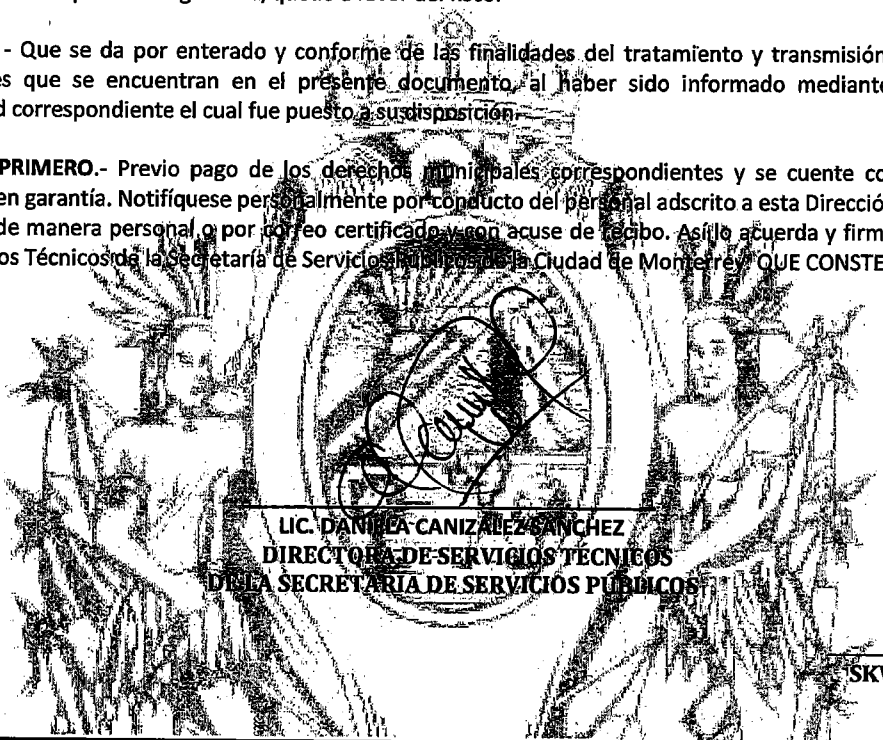 - Que se da por enterado y conforme de las finalidades del tratamiento y transmisión
es que se encuentran en el presente documento, al haber sido informado mediante
d correspondiente el cual fue puesto a su disposición.
PRIMERO.- Previo pago de los derechos municipales correspondientes y se cuente co
en garantía. Notifíquese personalmente por conducto del personal adscrito a esta Direcció
de manera personal o por correo certificado y con acuse de recibo. Así lo acuerda y firm
os Técnicos de la Secretaría de Servicios Públicos de la Ciudad de Monterrey. QUE CONSTE
LIC. DANIELA CANIZALEZ SANCHEZ
DIRECTORA DE SERVICIOS TÉCNICOS
DE LA SECRETARIA DE SERVICIOS PUBLICOS
SK